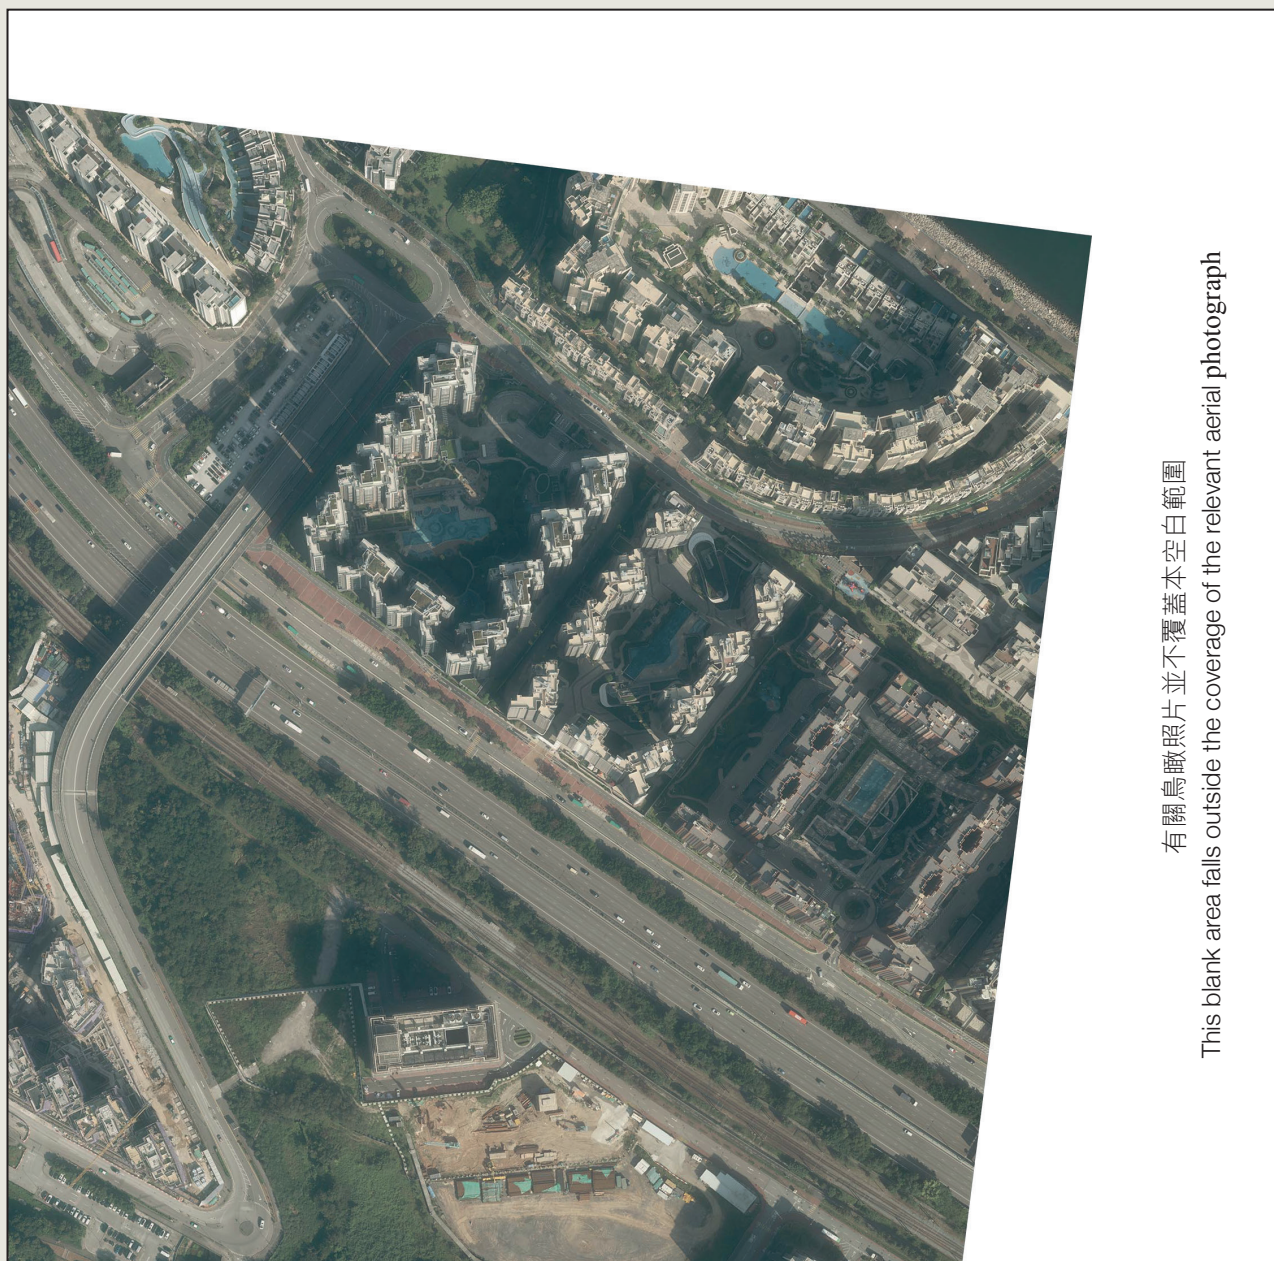 有關鳥瞰照片並不覆蓋本空白範圍
This blank area falls outside the coverage of the relevant aerial photograph